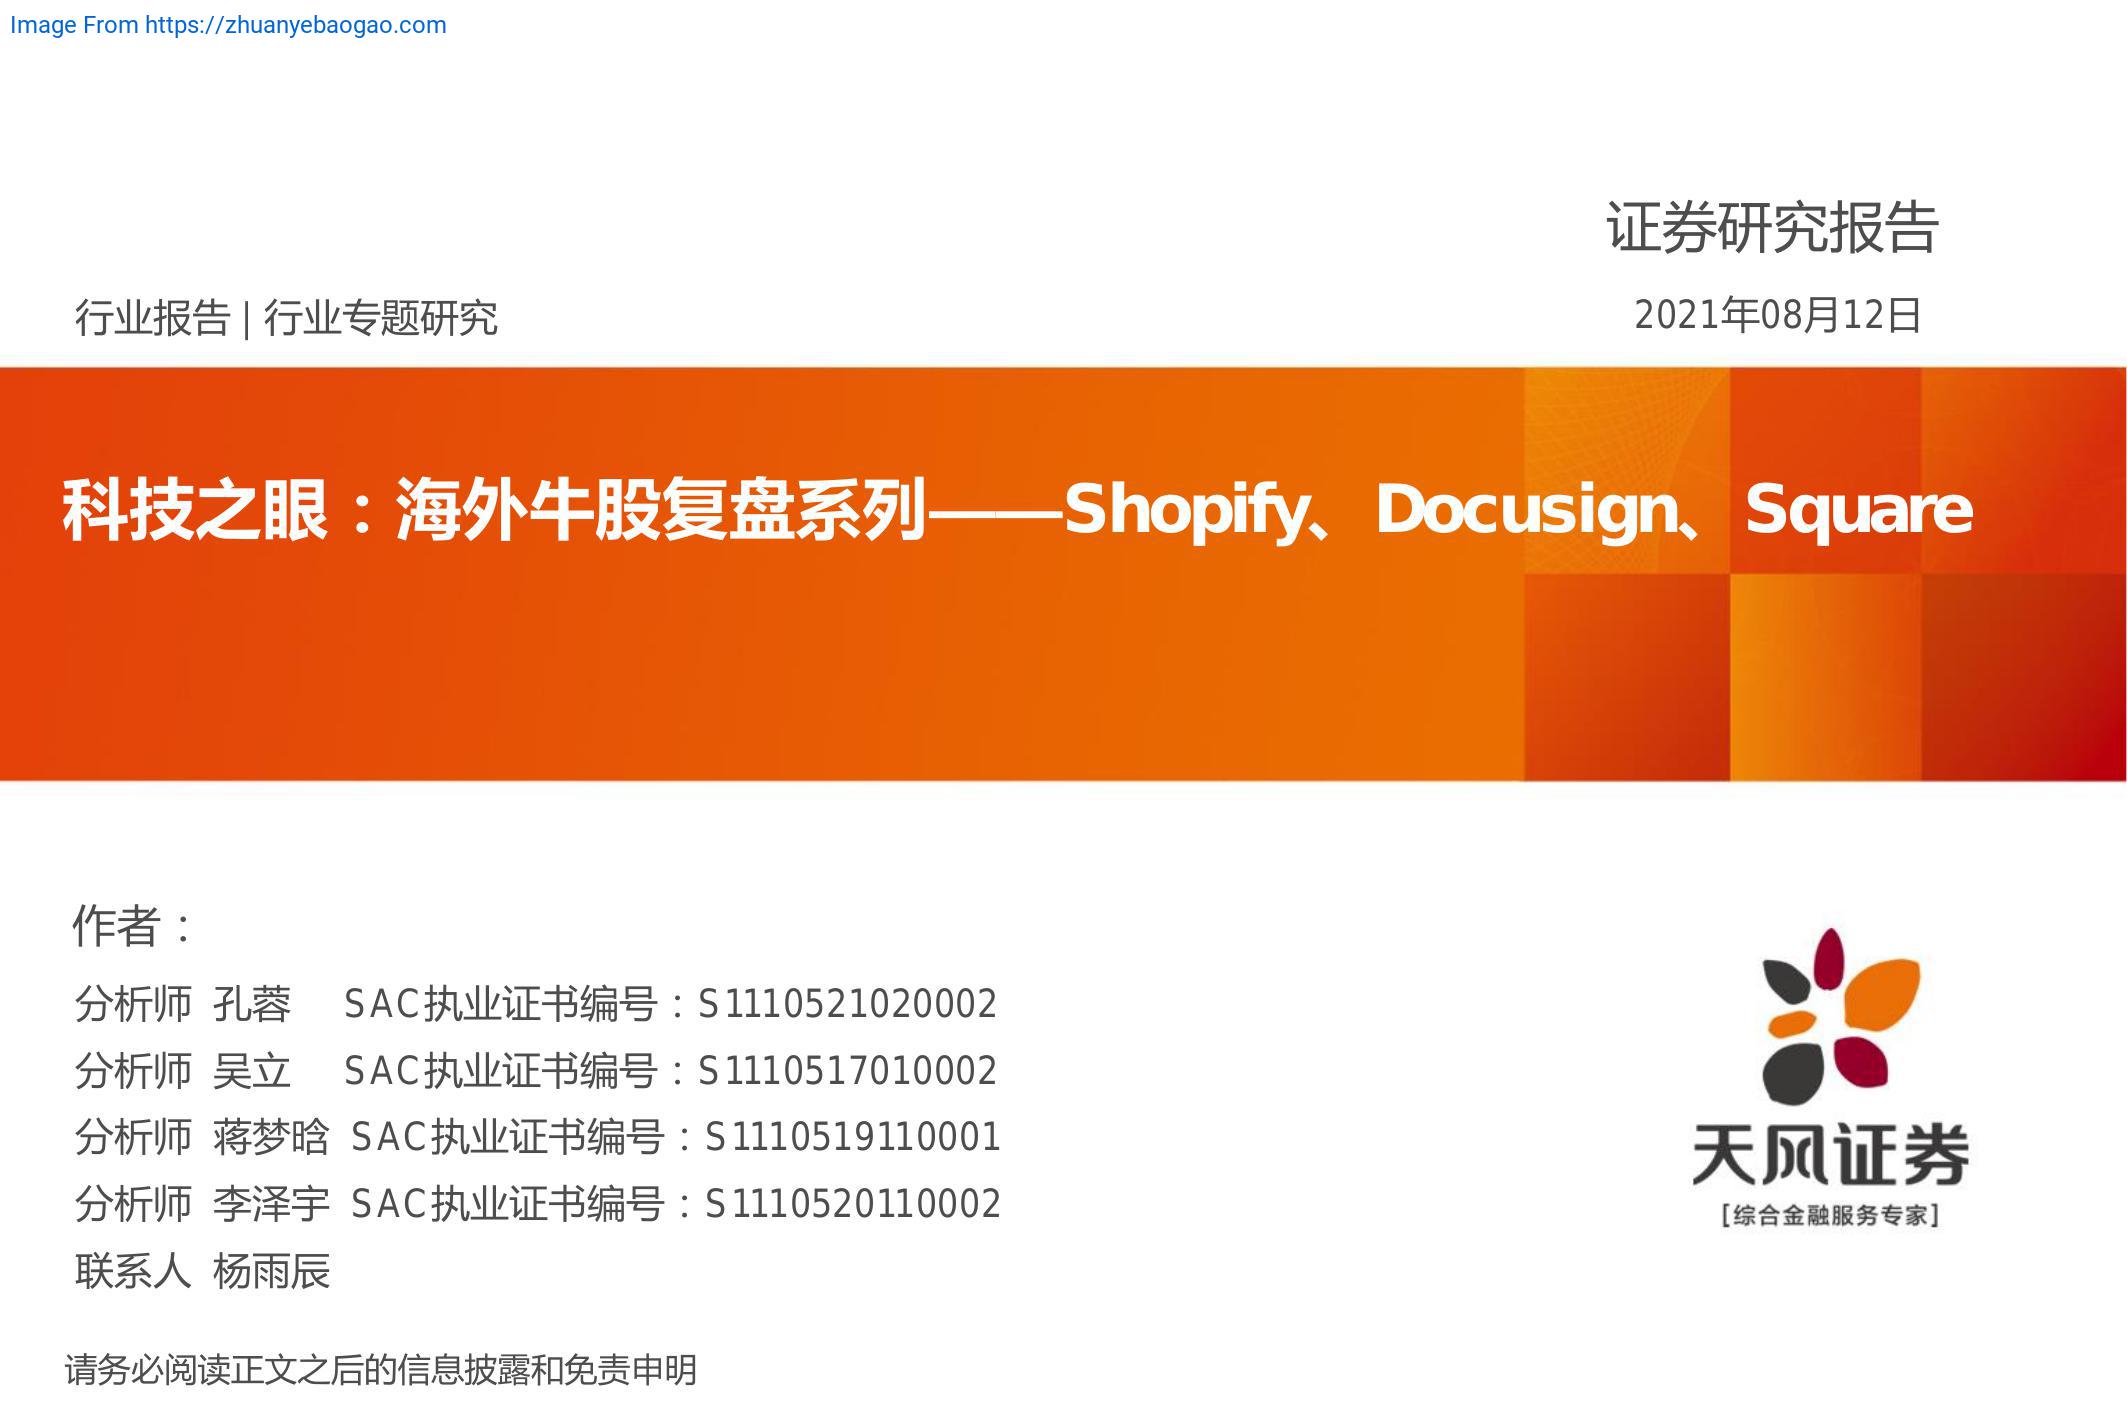 Image From https://zhuanyebaogao.com
证券研究报告
行业报告 | 行业专题研究
2021年08月12日
科技之眼：海外牛股复盘系列——Shopify、Docusign、Square
作者：
分析师 孔蓉 SAC执业证书编号：S1110521020002
分析师 吴立 SAC执业证书编号：S1110517010002
分析师 蒋梦晗 SAC执业证书编号：S1110519110001
分析师 李泽宇 SAC执业证书编号：S1110520110002
联系人 杨雨辰
天风证券
[综合金融服务专家]
请务必阅读正文之后的信息披露和免责申明